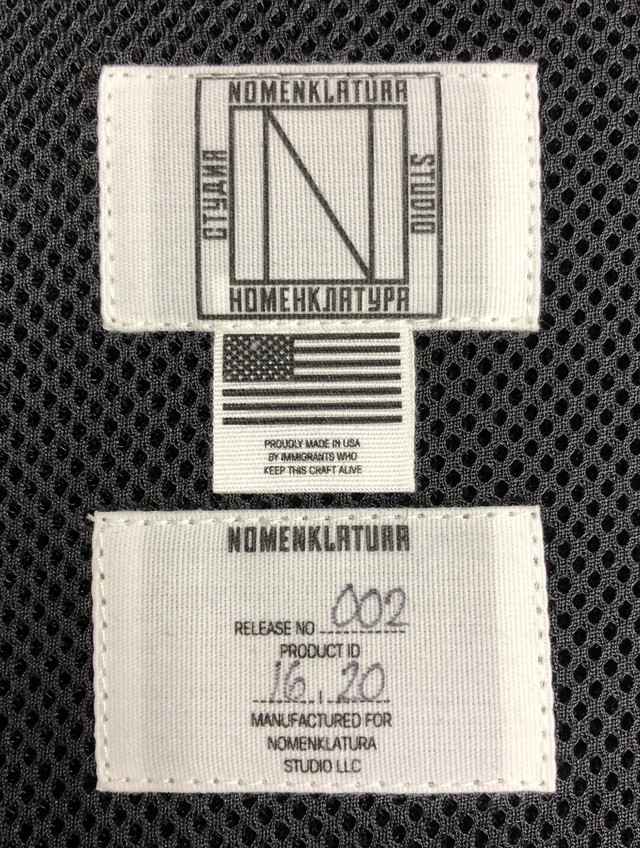 NOMENKLATURA
СТУДИЯ
STUDIO
НОМЕНКЛАТУРА
PROUDLY MADE IN USA
BY IMMIGRANTS WHO
KEEP THIS CRAFT ALIVE
NOMENKLATURA
RELEASE NO 002
PRODUCT ID
16 / 20
MANUFACTURED FOR
NOMENKLATURA
STUDIO LLC